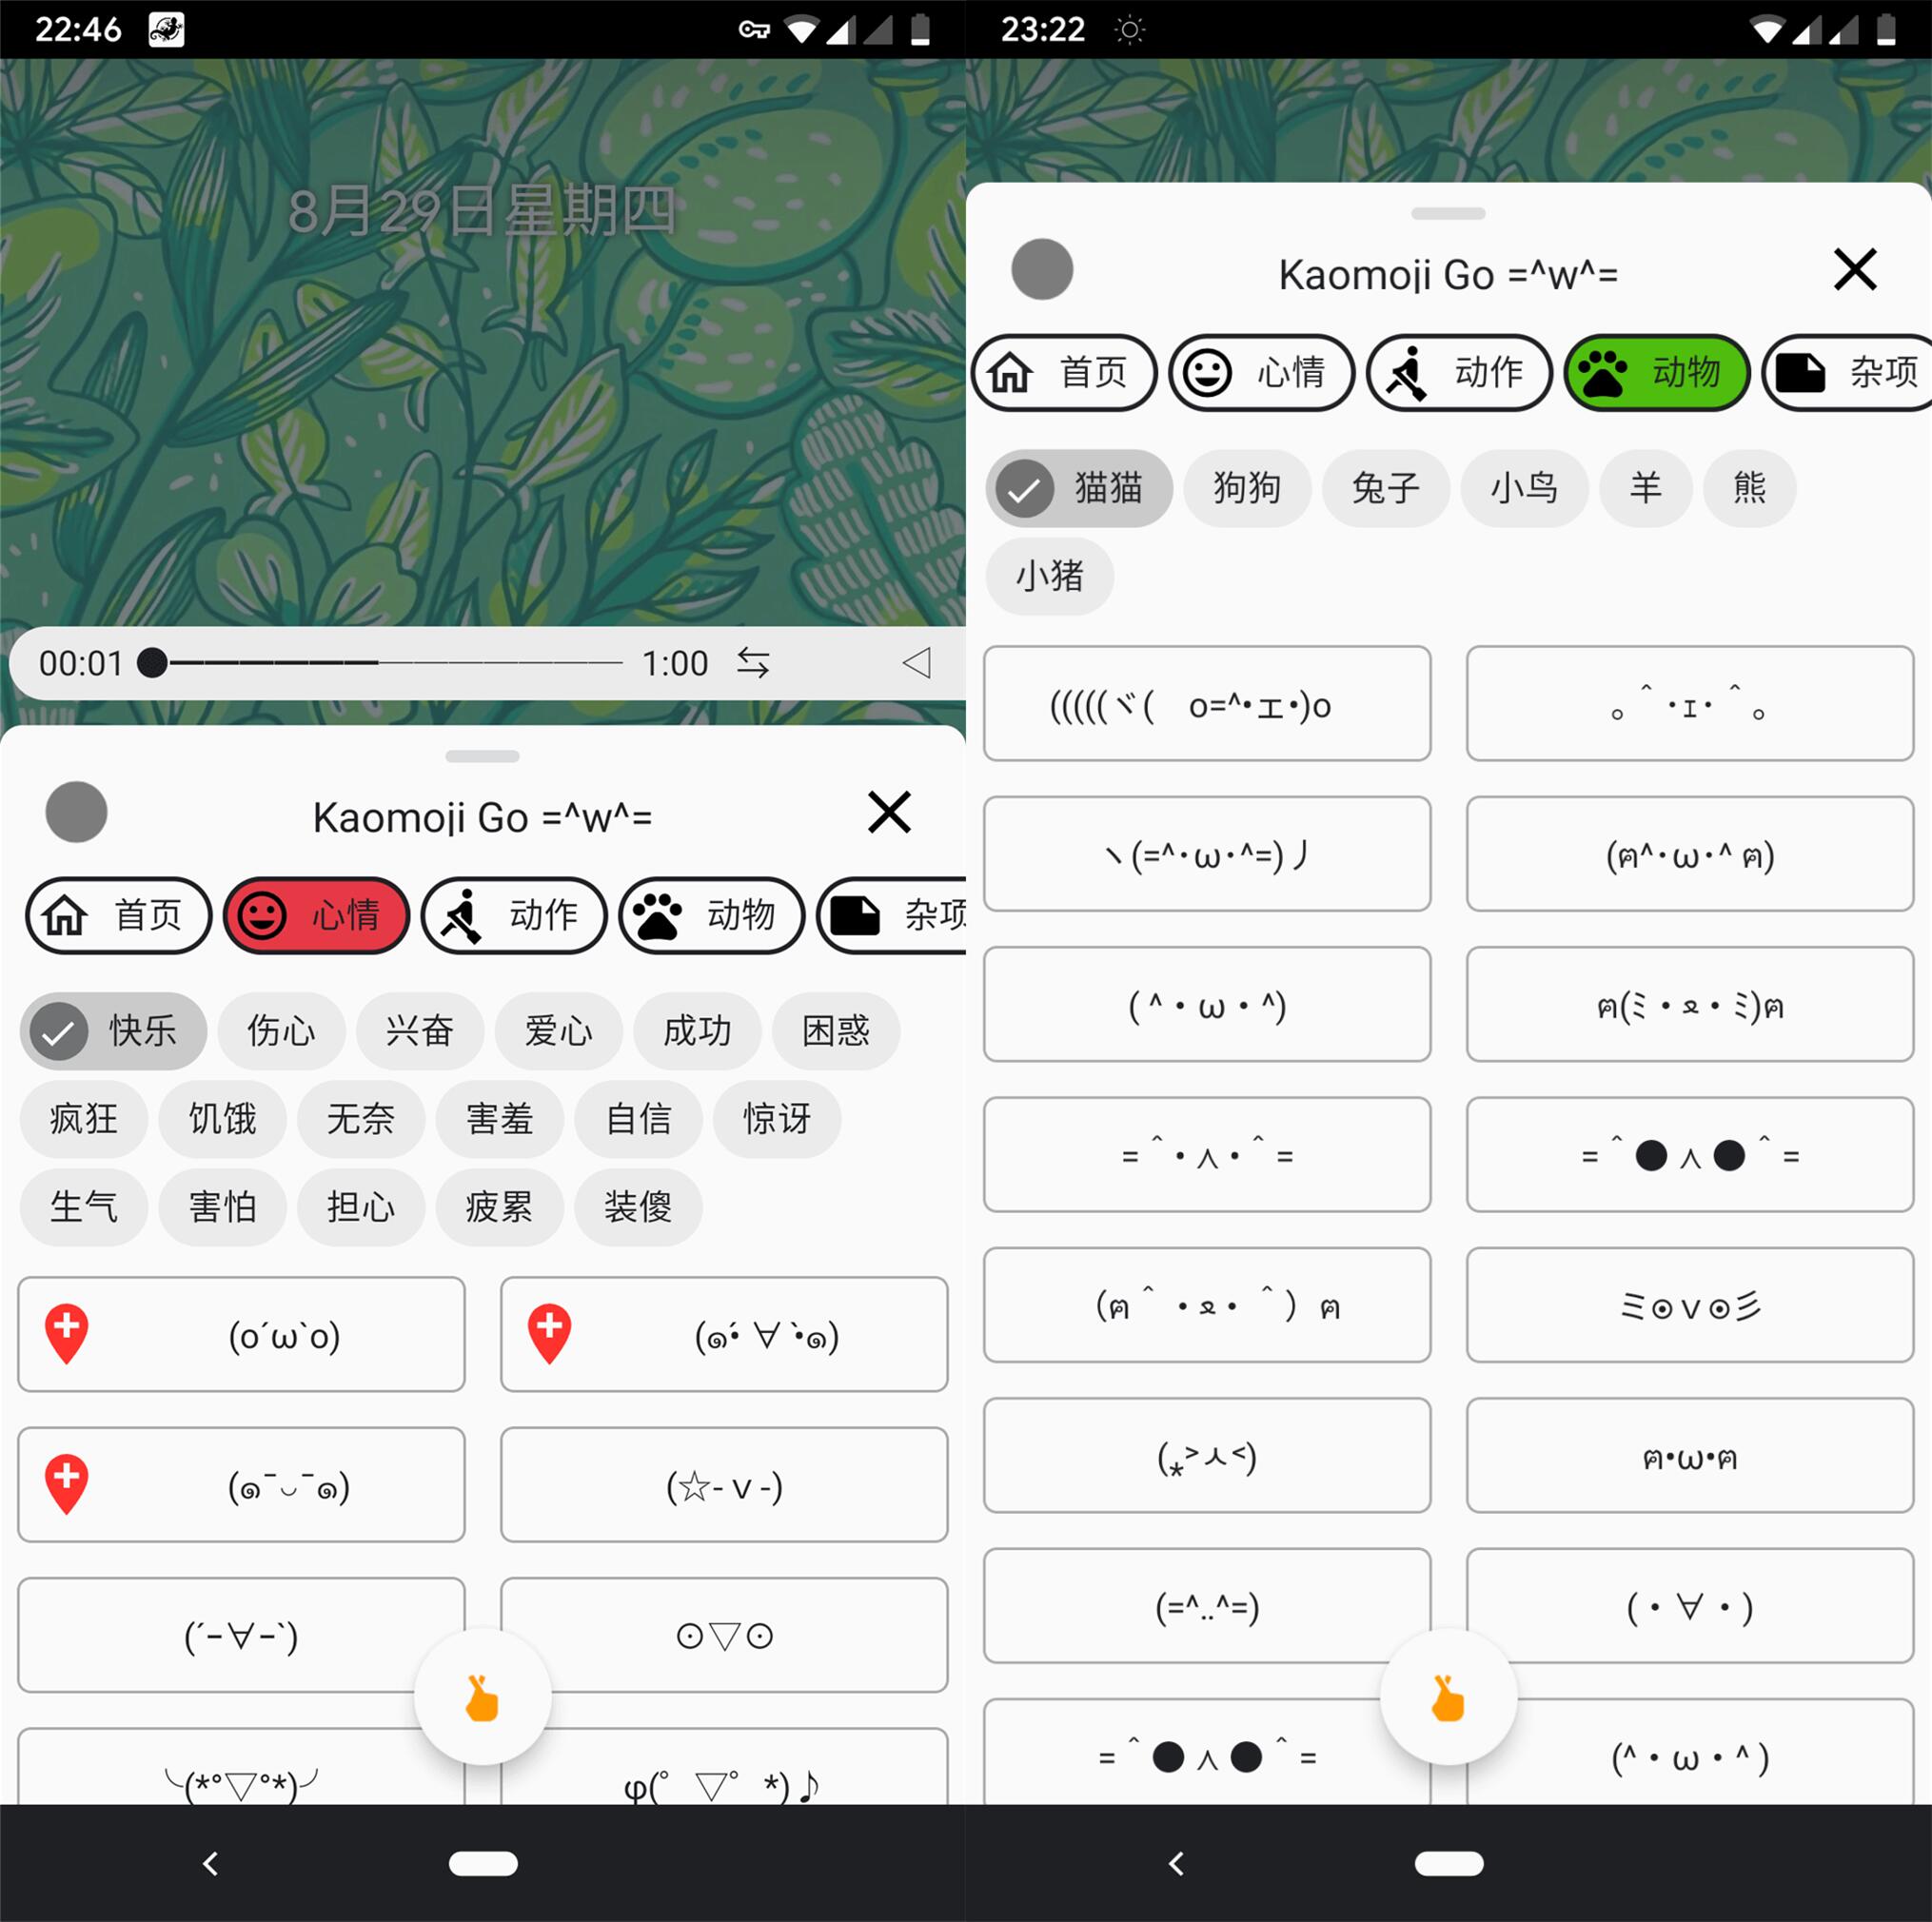 22:46
8月29日星期四
00:01 1:00 ⇆ ◁
Kaomoji Go =^w^=
首页 心情 动作 动物 杂项
快乐 伤心 兴奋 爱心 成功 困惑
疯狂 饥饿 无奈 害羞 自信 惊讶
生气 害怕 担心 疲累 装傻
(o´ω`o) (๑•́ ∀ •̀๑)
(๑¯◡¯๑) (☆- v -)
(´−∀−`) ⊙▽⊙
╰(*°▽°*)╯ φ(゜▽゜*)♪
23:22
Kaomoji Go =^w^=
首页 心情 动作 动物 杂项
猫猫 狗狗 兔子 小鸟 羊 熊
小猪
(((((ヾ( o=^•ェ•)o 。＾･ｪ･＾。
ヽ(=^･ω･^=)丿 (ฅ^･ω･^ ฅ)
( ^・ω・^) ฅ(ﾐ・ﻌ・ﾐ)ฅ
=＾• ⋏ •＾= =＾● ⋏ ●＾=
(ฅ＾・ﻌ・＾) ฅ ミ⊙v⊙彡
(⁎˃ᆺ˂) ฅ•ω•ฅ
(=^‥^=) (・∀・)
=＾● ⋏ ●＾= (^・ω・^ )